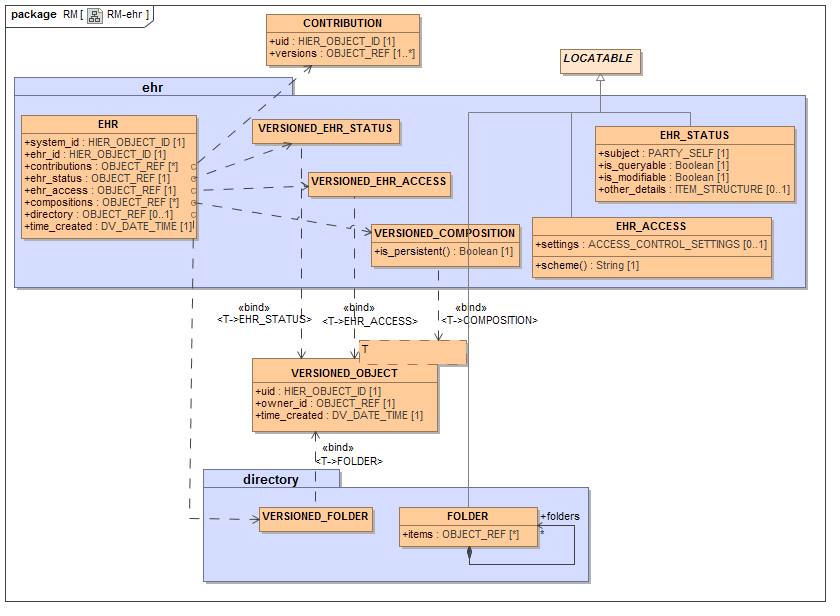 package RM [ RM-ehr ]
CONTRIBUTION
+uid : HIER_OBJECT_ID [1]
+versions : OBJECT_REF [1..*]
LOCATABLE
ehr
EHR
+system_id : HIER_OBJECT_ID [1]
+ehr_id : HIER_OBJECT_ID [1]
+contributions : OBJECT_REF [*]
+ehr_status : OBJECT_REF [1]
+ehr_access : OBJECT_REF [1]
+compositions : OBJECT_REF [*]
+directory : OBJECT_REF [0..1]
+time_created : DV_DATE_TIME [1]
VERSIONED_EHR_STATUS
VERSIONED_EHR_ACCESS
VERSIONED_COMPOSITION
+is_persistent() : Boolean [1]
EHR_STATUS
+subject : PARTY_SELF [1]
+is_queryable : Boolean [1]
+is_modifiable : Boolean [1]
+other_details : ITEM_STRUCTURE [0..1]
EHR_ACCESS
+settings : ACCESS_CONTROL_SETTINGS [0..1]
+scheme() : String [1]
«bind»
<T->EHR_STATUS>
«bind»
<T->EHR_ACCESS>
«bind»
<T->COMPOSITION>
T
VERSIONED_OBJECT
+uid : HIER_OBJECT_ID [1]
+owner_id : OBJECT_REF [1]
+time_created : DV_DATE_TIME [1]
«bind»
<T->FOLDER>
directory
VERSIONED_FOLDER
FOLDER
+items : OBJECT_REF [*]
+folders
*